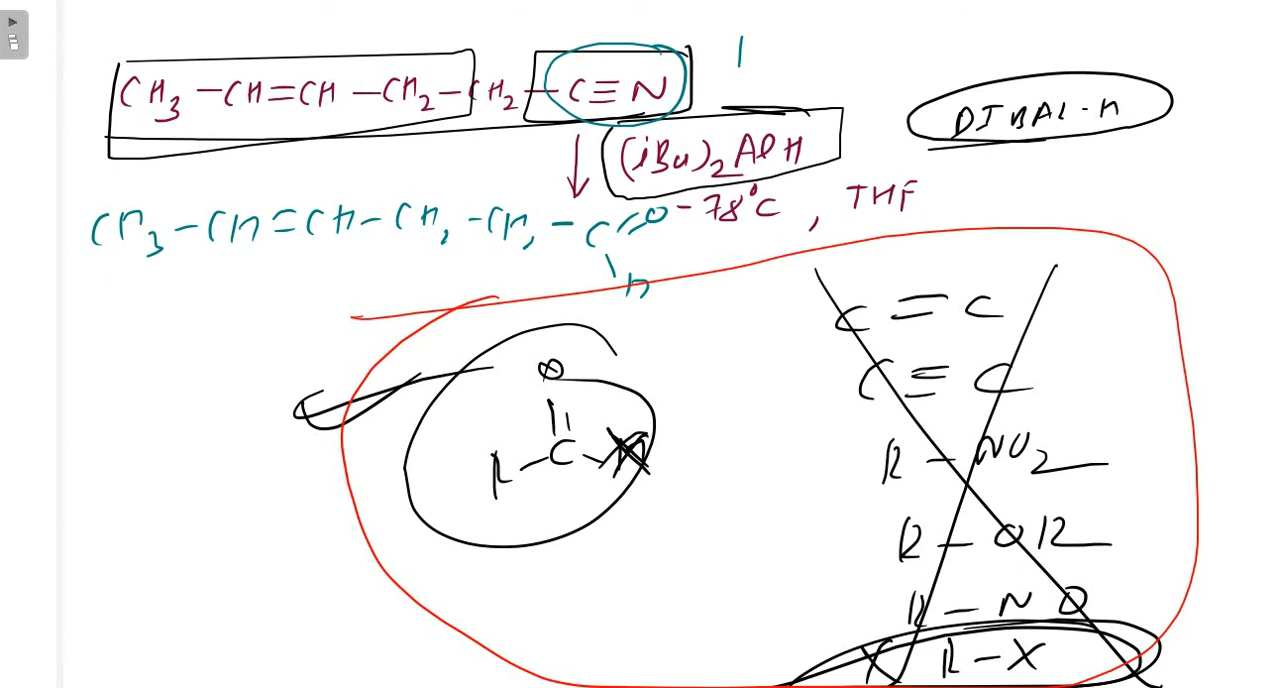 CH3 — CH=CH — CH2 — CH2 — C≡N
DIBAL-H
(iBu)2 AlH
-78°C , THF
CH3 — CH=CH — CH2 — CH2 — C=O
H
C = C
C ≡ C
O
R — C
R — NO2
R — OR
R — NO
X R — X